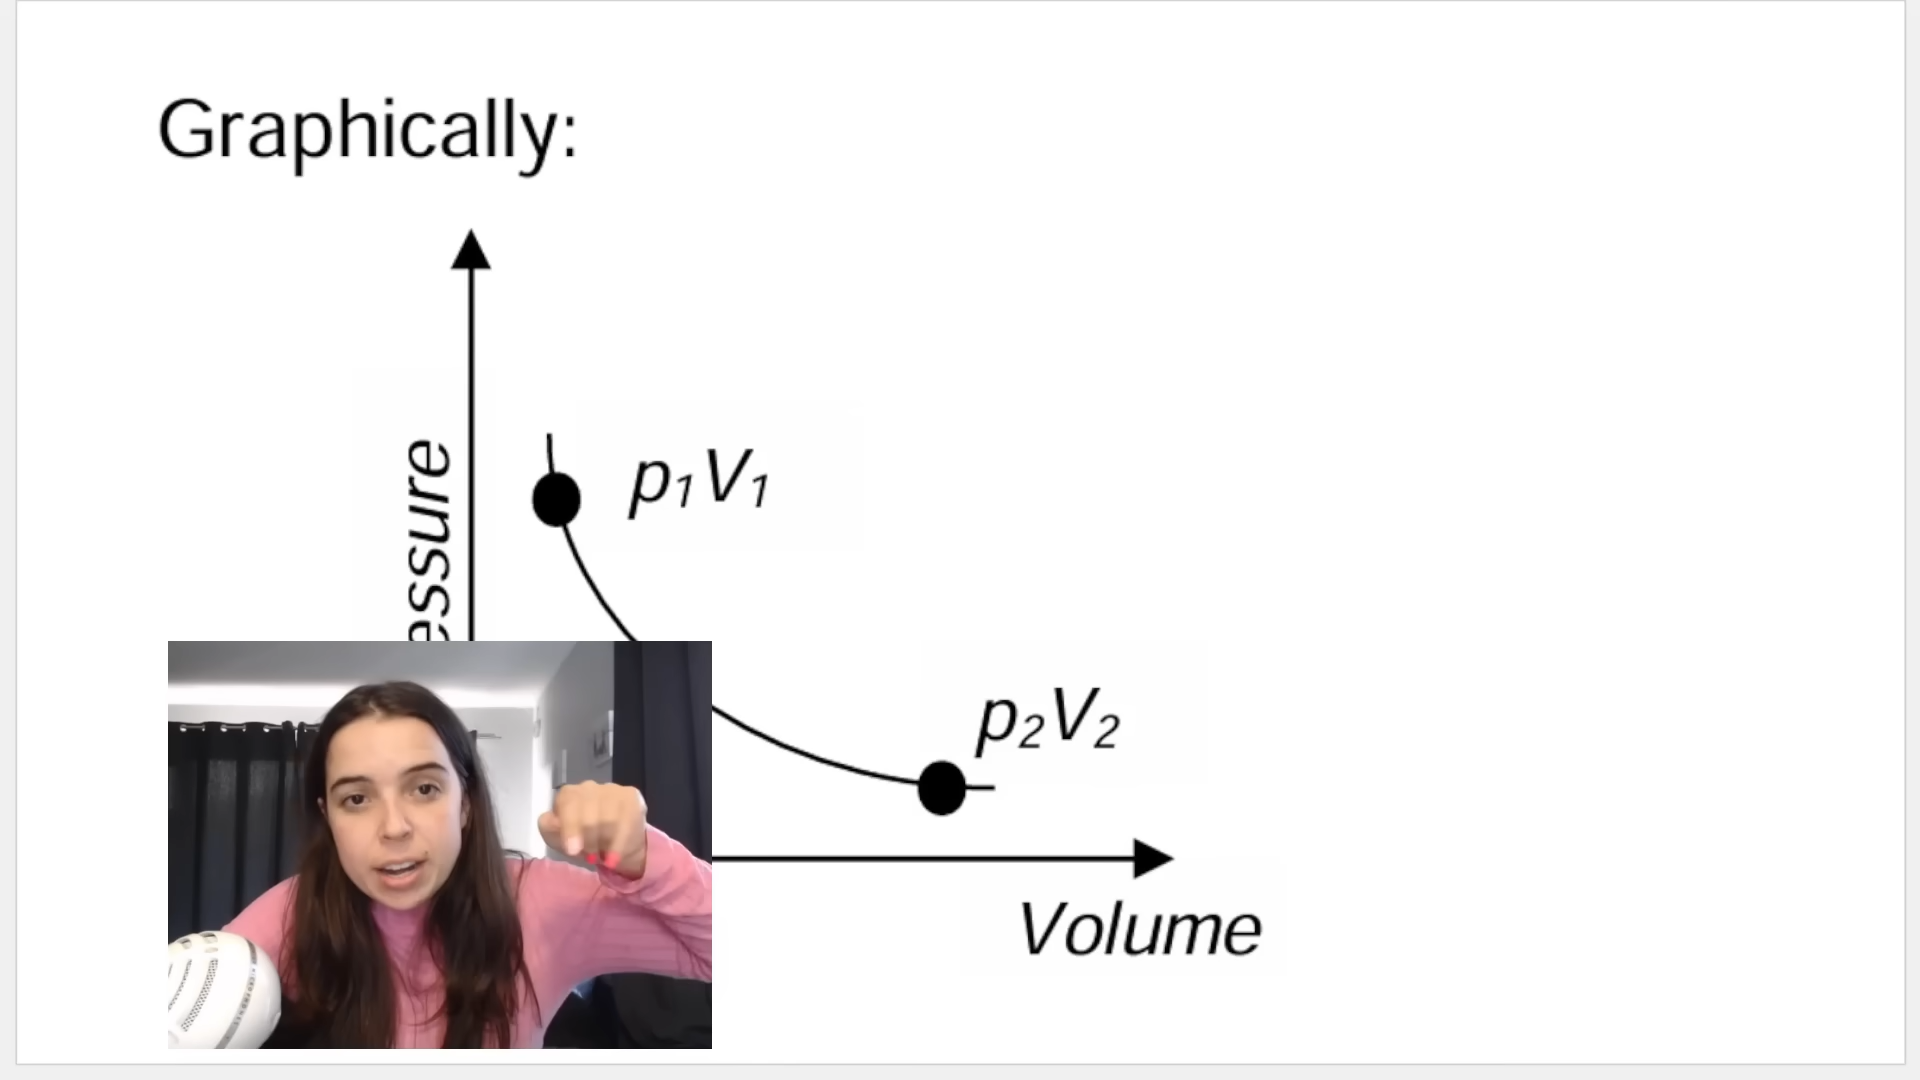 Graphically:
essure
p₁V₁
p₂V₂
Volume